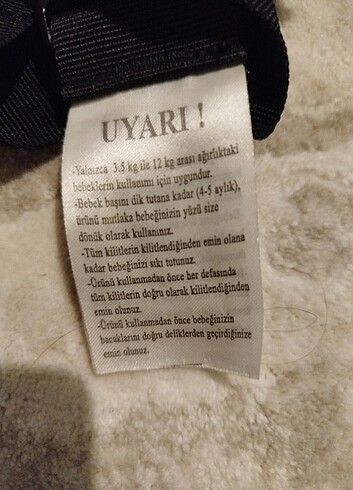 UYARI !
-Yalnızca 3.5 kg ile 12 kg arası ağırlıktaki
bebeklerin kullanımı için uygundur.
-Bebek başını dik tutana kadar (4-5 aylık),
ürünü mutlaka bebeğinizin yüzü size
dönük olarak kullanınız.
-Tüm kilitlerin kilitlendiğinden emin olana
kadar bebeğinizi sıkı tutunuz.
-Ürünü kullanmadan önce her defasında
tüm kilitlerin doğru olarak kilitlendiğinden
emin olunuz.
-Ürünü kullanmadan önce bebeğinizin
bacaklarını doğru deliklerden geçirdiğinize
emin olunuz.